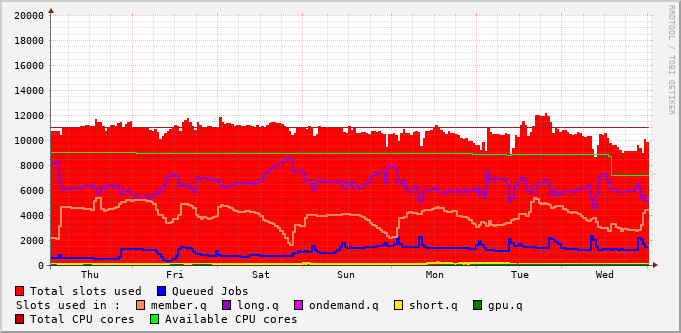 20000
18000
16000
14000
12000
10000
8000
6000
4000
2000
0
Thu Fri Sat Sun Mon Tue Wed
RRDTOOL / TOBI OETIKER
Total slots used Queued Jobs
Slots used in : member.q long.q ondemand.q short.q gpu.q
Total CPU cores Available CPU cores